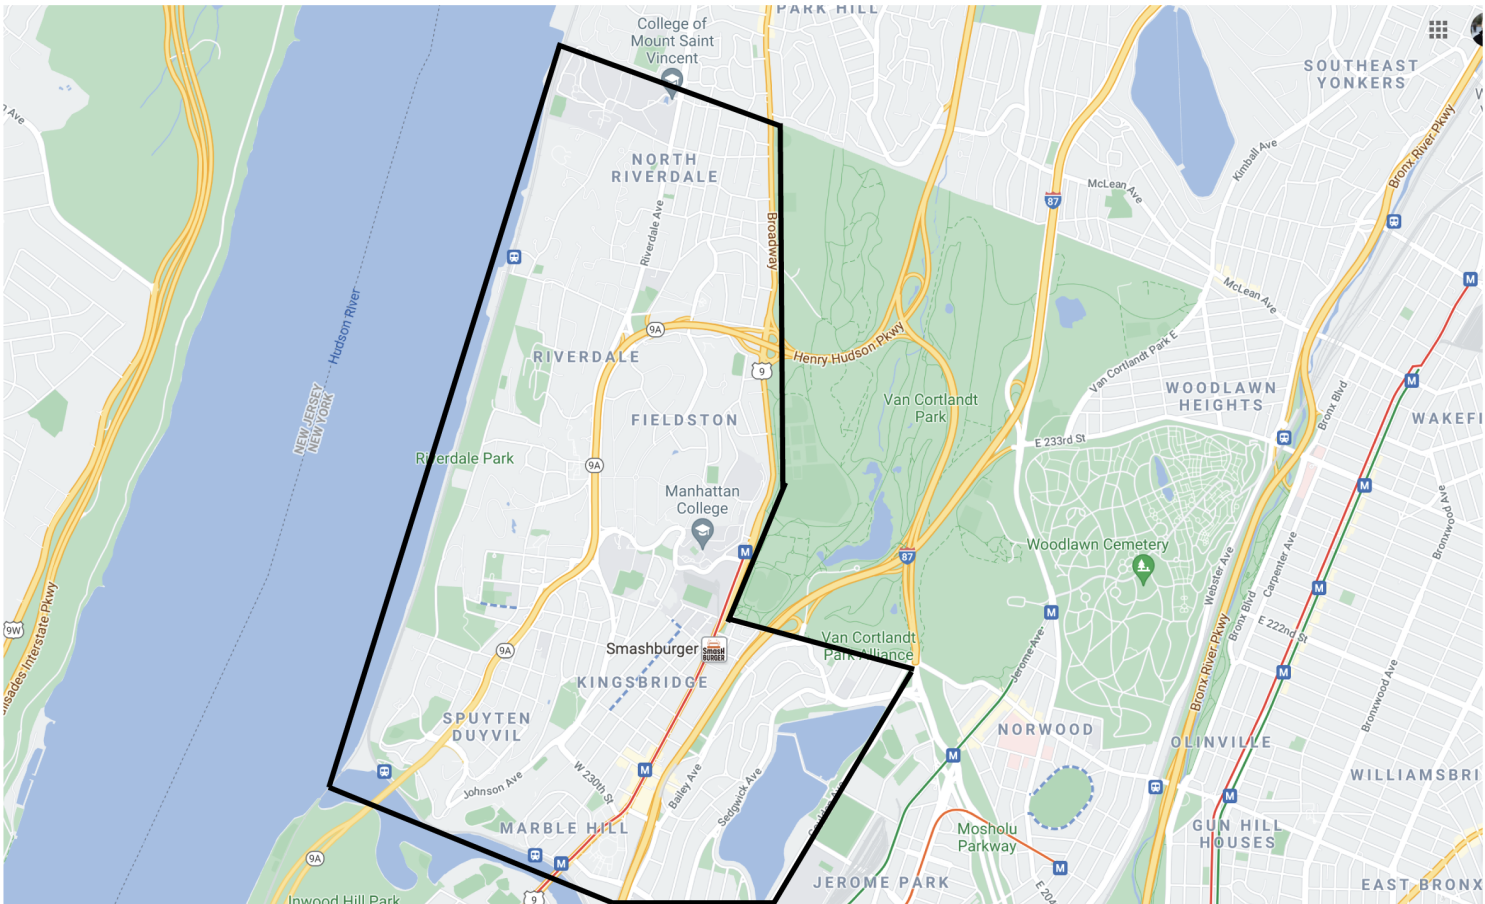 PARK HILL
College of
Mount Saint
Vincent
SOUTHEAST
YONKERS
Ave
Kimball Ave
Bronx River Pkwy
NORTH
RIVERDALE
McLean Ave
87
Riverdale Ave
Broadway
McLean Ave
M
Hudson River
9A
Henry Hudson Pkwy
RIVERDALE
9
Van Cortlandt Park E
M
NEW JERSEY
NEW YORK
FIELDSTON
Van Cortlandt
Park
WOODLAWN
HEIGHTS
Bronx Blvd
WAKEFI
E 233rd St
Riverdale Park
9A
Manhattan
College
M
Bronxwood Ave
M
87
Woodlawn Cemetery
Webster Ave
Carpenter Ave
M
Palisades Interstate Pkwy
9W
Bronx Blvd
E 222nd St
M
Smashburger
SMASH
BURGER
Van Cortlandt
Park Alliance
9A
Jerome Ave
M
KINGSBRIDGE
Bronx River Pkwy
Bronxwood Ave
SPUYTEN
DUYVIL
NORWOOD
OLINVILLE
M
M
WILLIAMSBRI
Johnson Ave
W 230th St
Bailey Ave
Sedgwick Ave
M
MARBLE HILL
Mosholu
Parkway
GUN HILL
HOUSES
9A
M
M
JEROME PARK
E 204
EAST BRONX
9
Inwood Hill Park